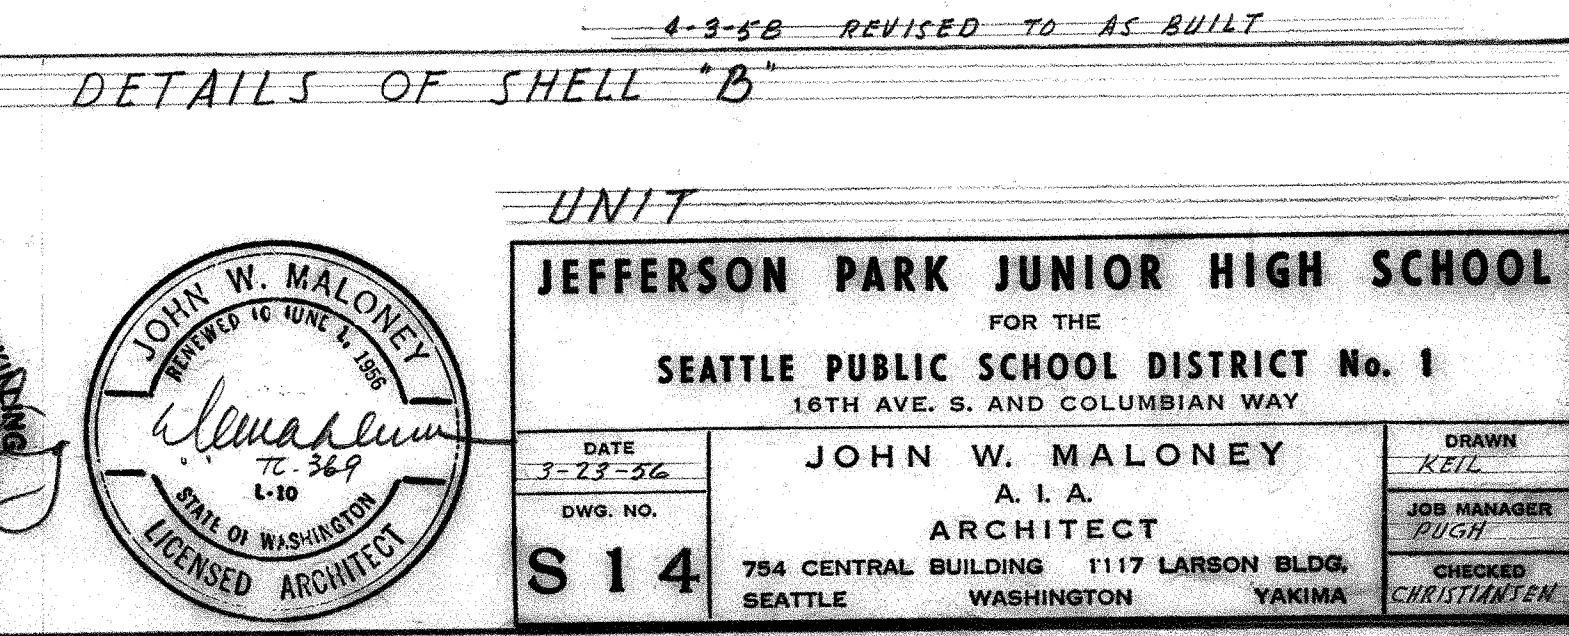 4-3-58 REVISED TO AS BUILT
DETAILS OF SHELL "B"
UNIT
JOHN W. MALONEY
RENEWED TO JUNE 1, 1956
TC-369
L-10
STATE OF WASHINGTON
LICENSED ARCHITECT
JEFFERSON PARK JUNIOR HIGH SCHOOL
FOR THE
SEATTLE PUBLIC SCHOOL DISTRICT No. 1
16TH AVE. S. AND COLUMBIAN WAY
DATE
3-23-56
DWG. NO.
S 14
JOHN W. MALONEY
A. I. A.
ARCHITECT
754 CENTRAL BUILDING 1117 LARSON BLDG.
SEATTLE WASHINGTON YAKIMA
DRAWN
KEIL
JOB MANAGER
PUGH
CHECKED
CHRISTIANSEN